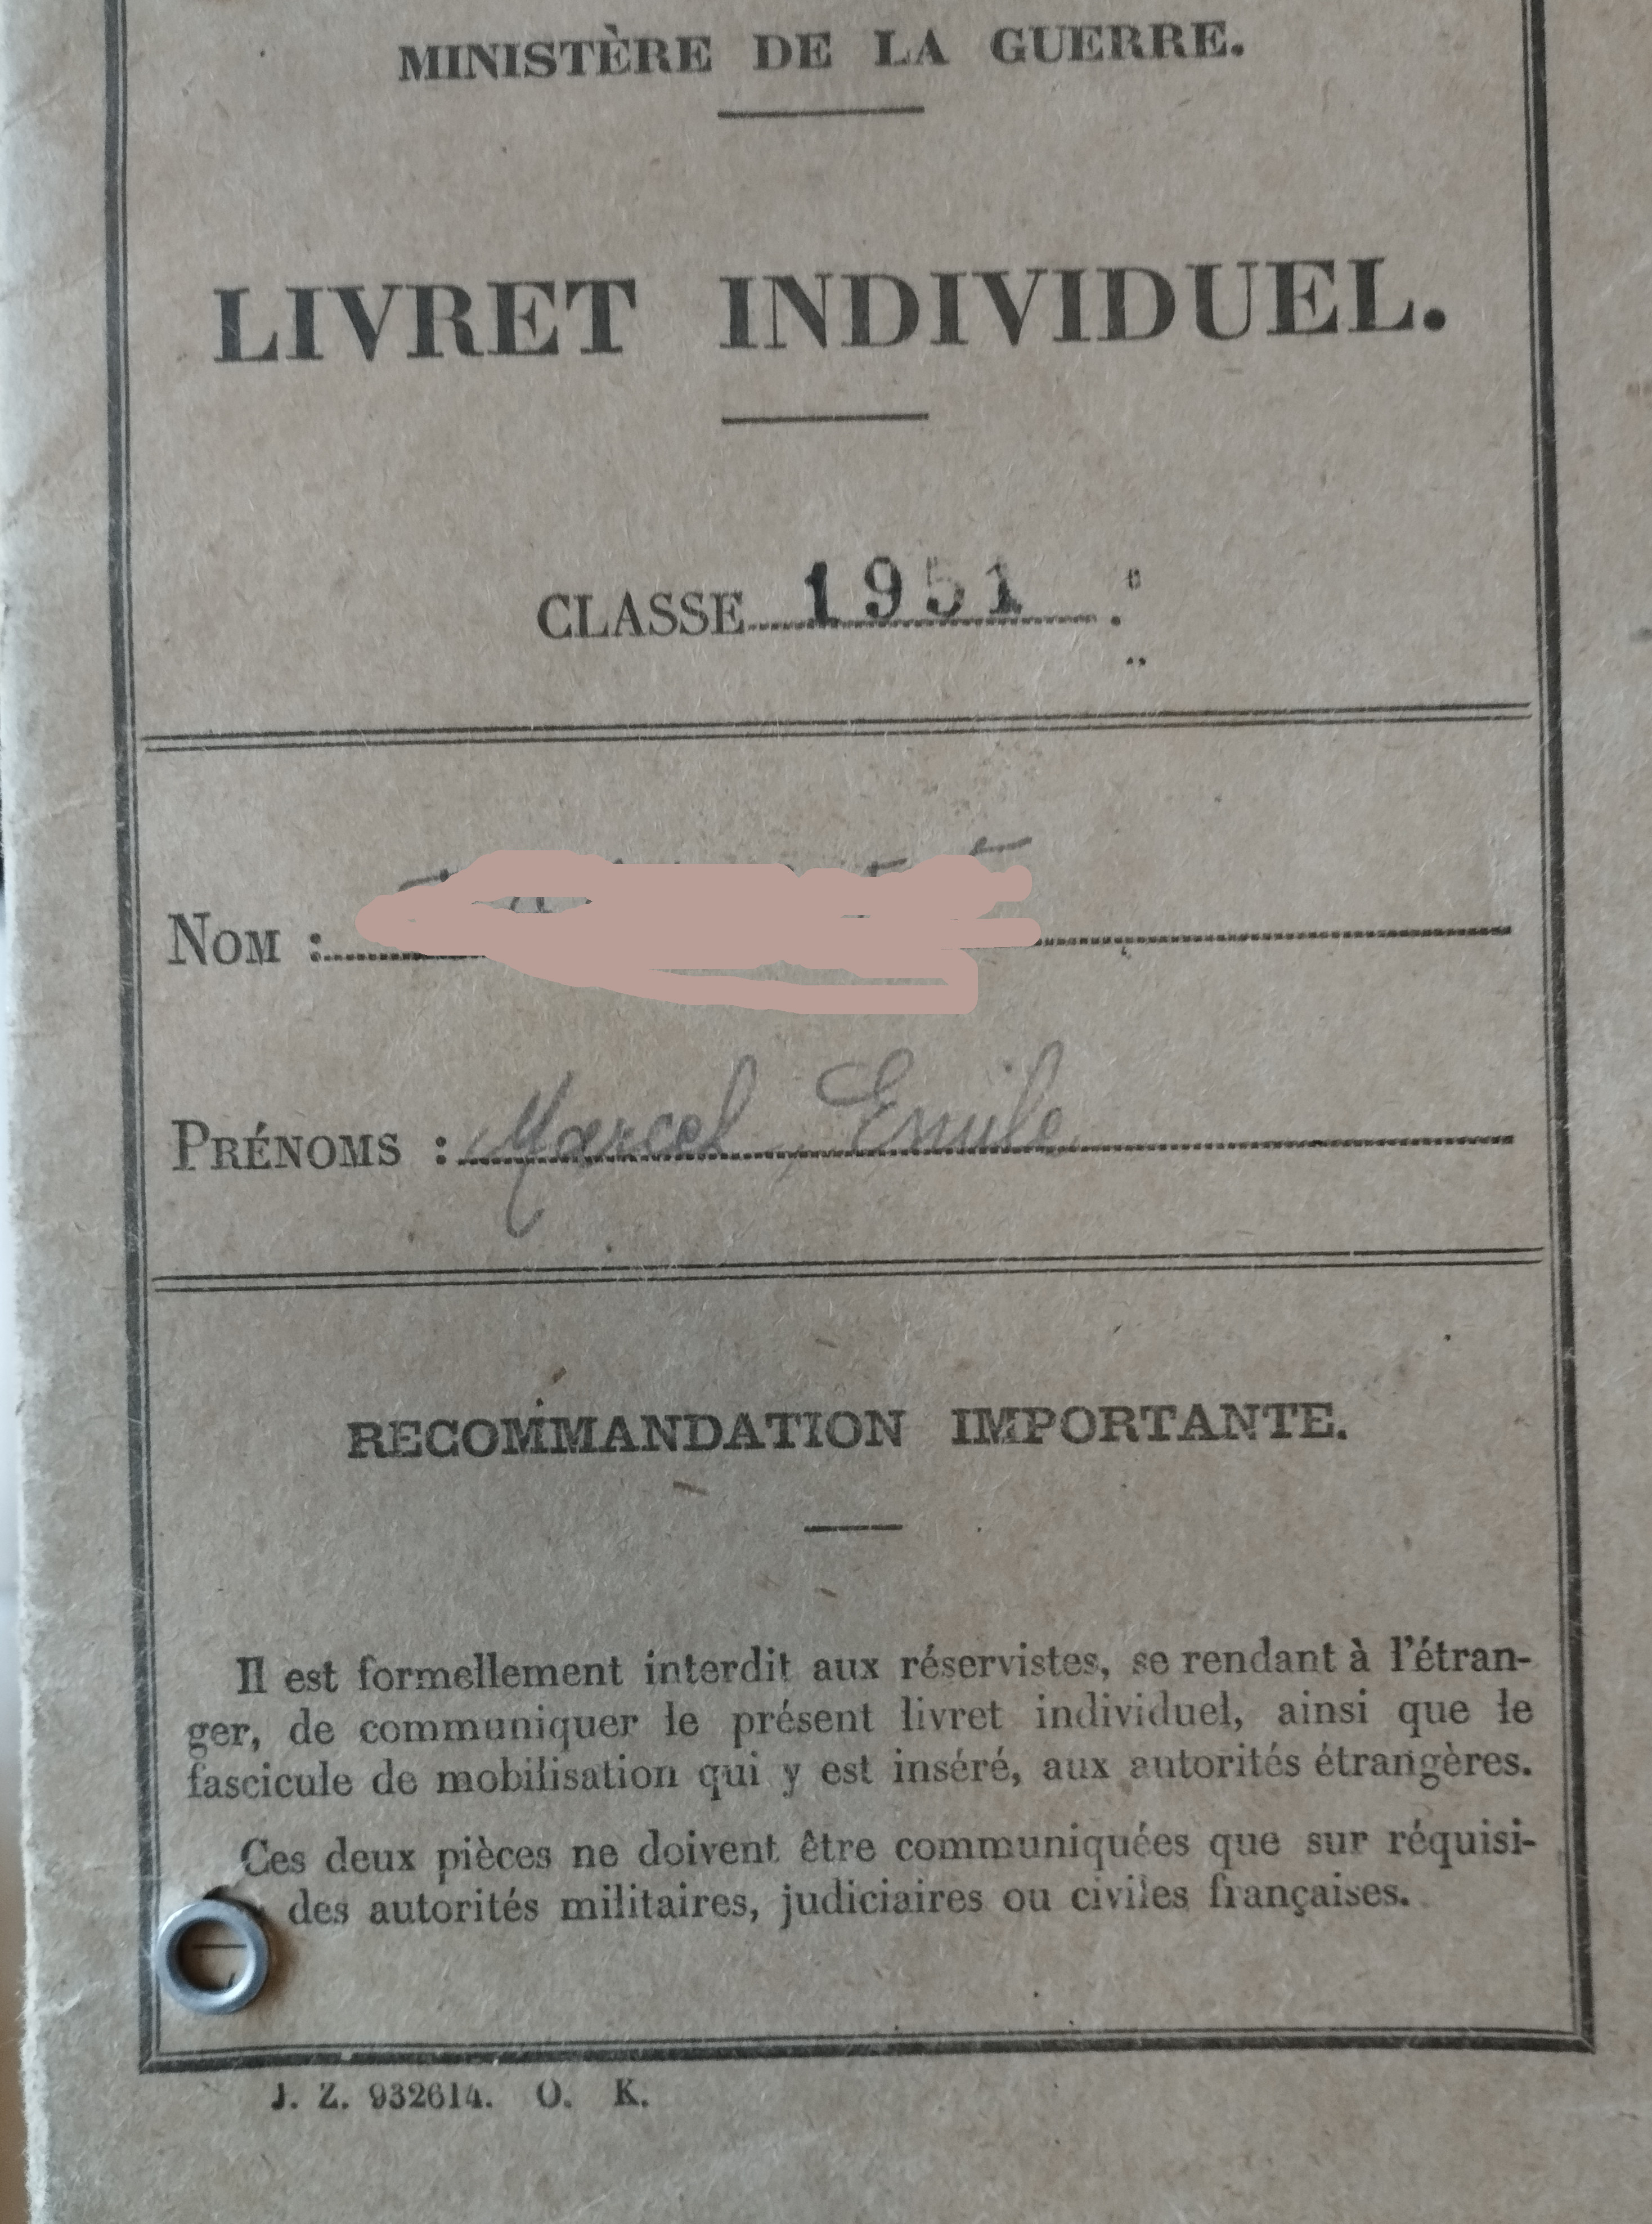 MINISTÈRE DE LA GUERRE.
LIVRET INDIVIDUEL.
CLASSE 1951.
NOM :
PRÉNOMS : Marcel, Emile
RECOMMANDATION IMPORTANTE.
Il est formellement interdit aux réservistes, se rendant à l'étran-
ger, de communiquer le présent livret individuel, ainsi que le
fascicule de mobilisation qui y est inséré, aux autorités étrangères.
Ces deux pièces ne doivent être communiquées que sur réquisi-
des autorités militaires, judiciaires ou civiles françaises.
J. Z. 932614. O. K.